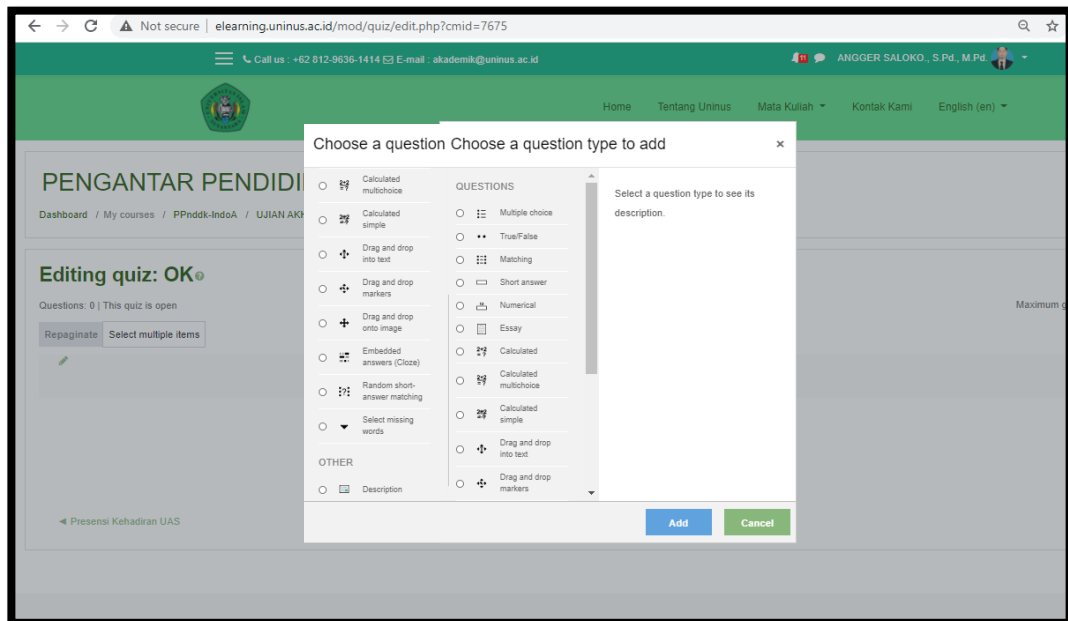 Not secure | elearning.uninus.ac.id/mod/quiz/edit.php?cmid=7675
Call us : +62 812-9636-1414 E-mail : akademik@uninus.ac.id
11
ANGGER SALOKO., S.Pd., M.Pd.
Home Tentang Uninus Mata Kuliah Kontak Kami English (en)
Choose a question Choose a question type to add
×
PENGANTAR PENDIDI
Dashboard / My courses / PPnddk-IndoA / UJIAN AKH
Editing quiz: OK
Questions: 0 | This quiz is open
Maximum g
Repaginate Select multiple items
Calculated
multichoice
Calculated
simple
Drag and drop
into text
Drag and drop
markers
Drag and drop
onto image
Embedded
answers (Cloze)
Random short-
answer matching
Select missing
words
OTHER
Description
QUESTIONS
Multiple choice
True/False
Matching
Short answer
Numerical
Essay
Calculated
Calculated
multichoice
Calculated
simple
Drag and drop
into text
Drag and drop
markers
Select a question type to see its
description.
Add Cancel
◄ Presensi Kehadiran UAS